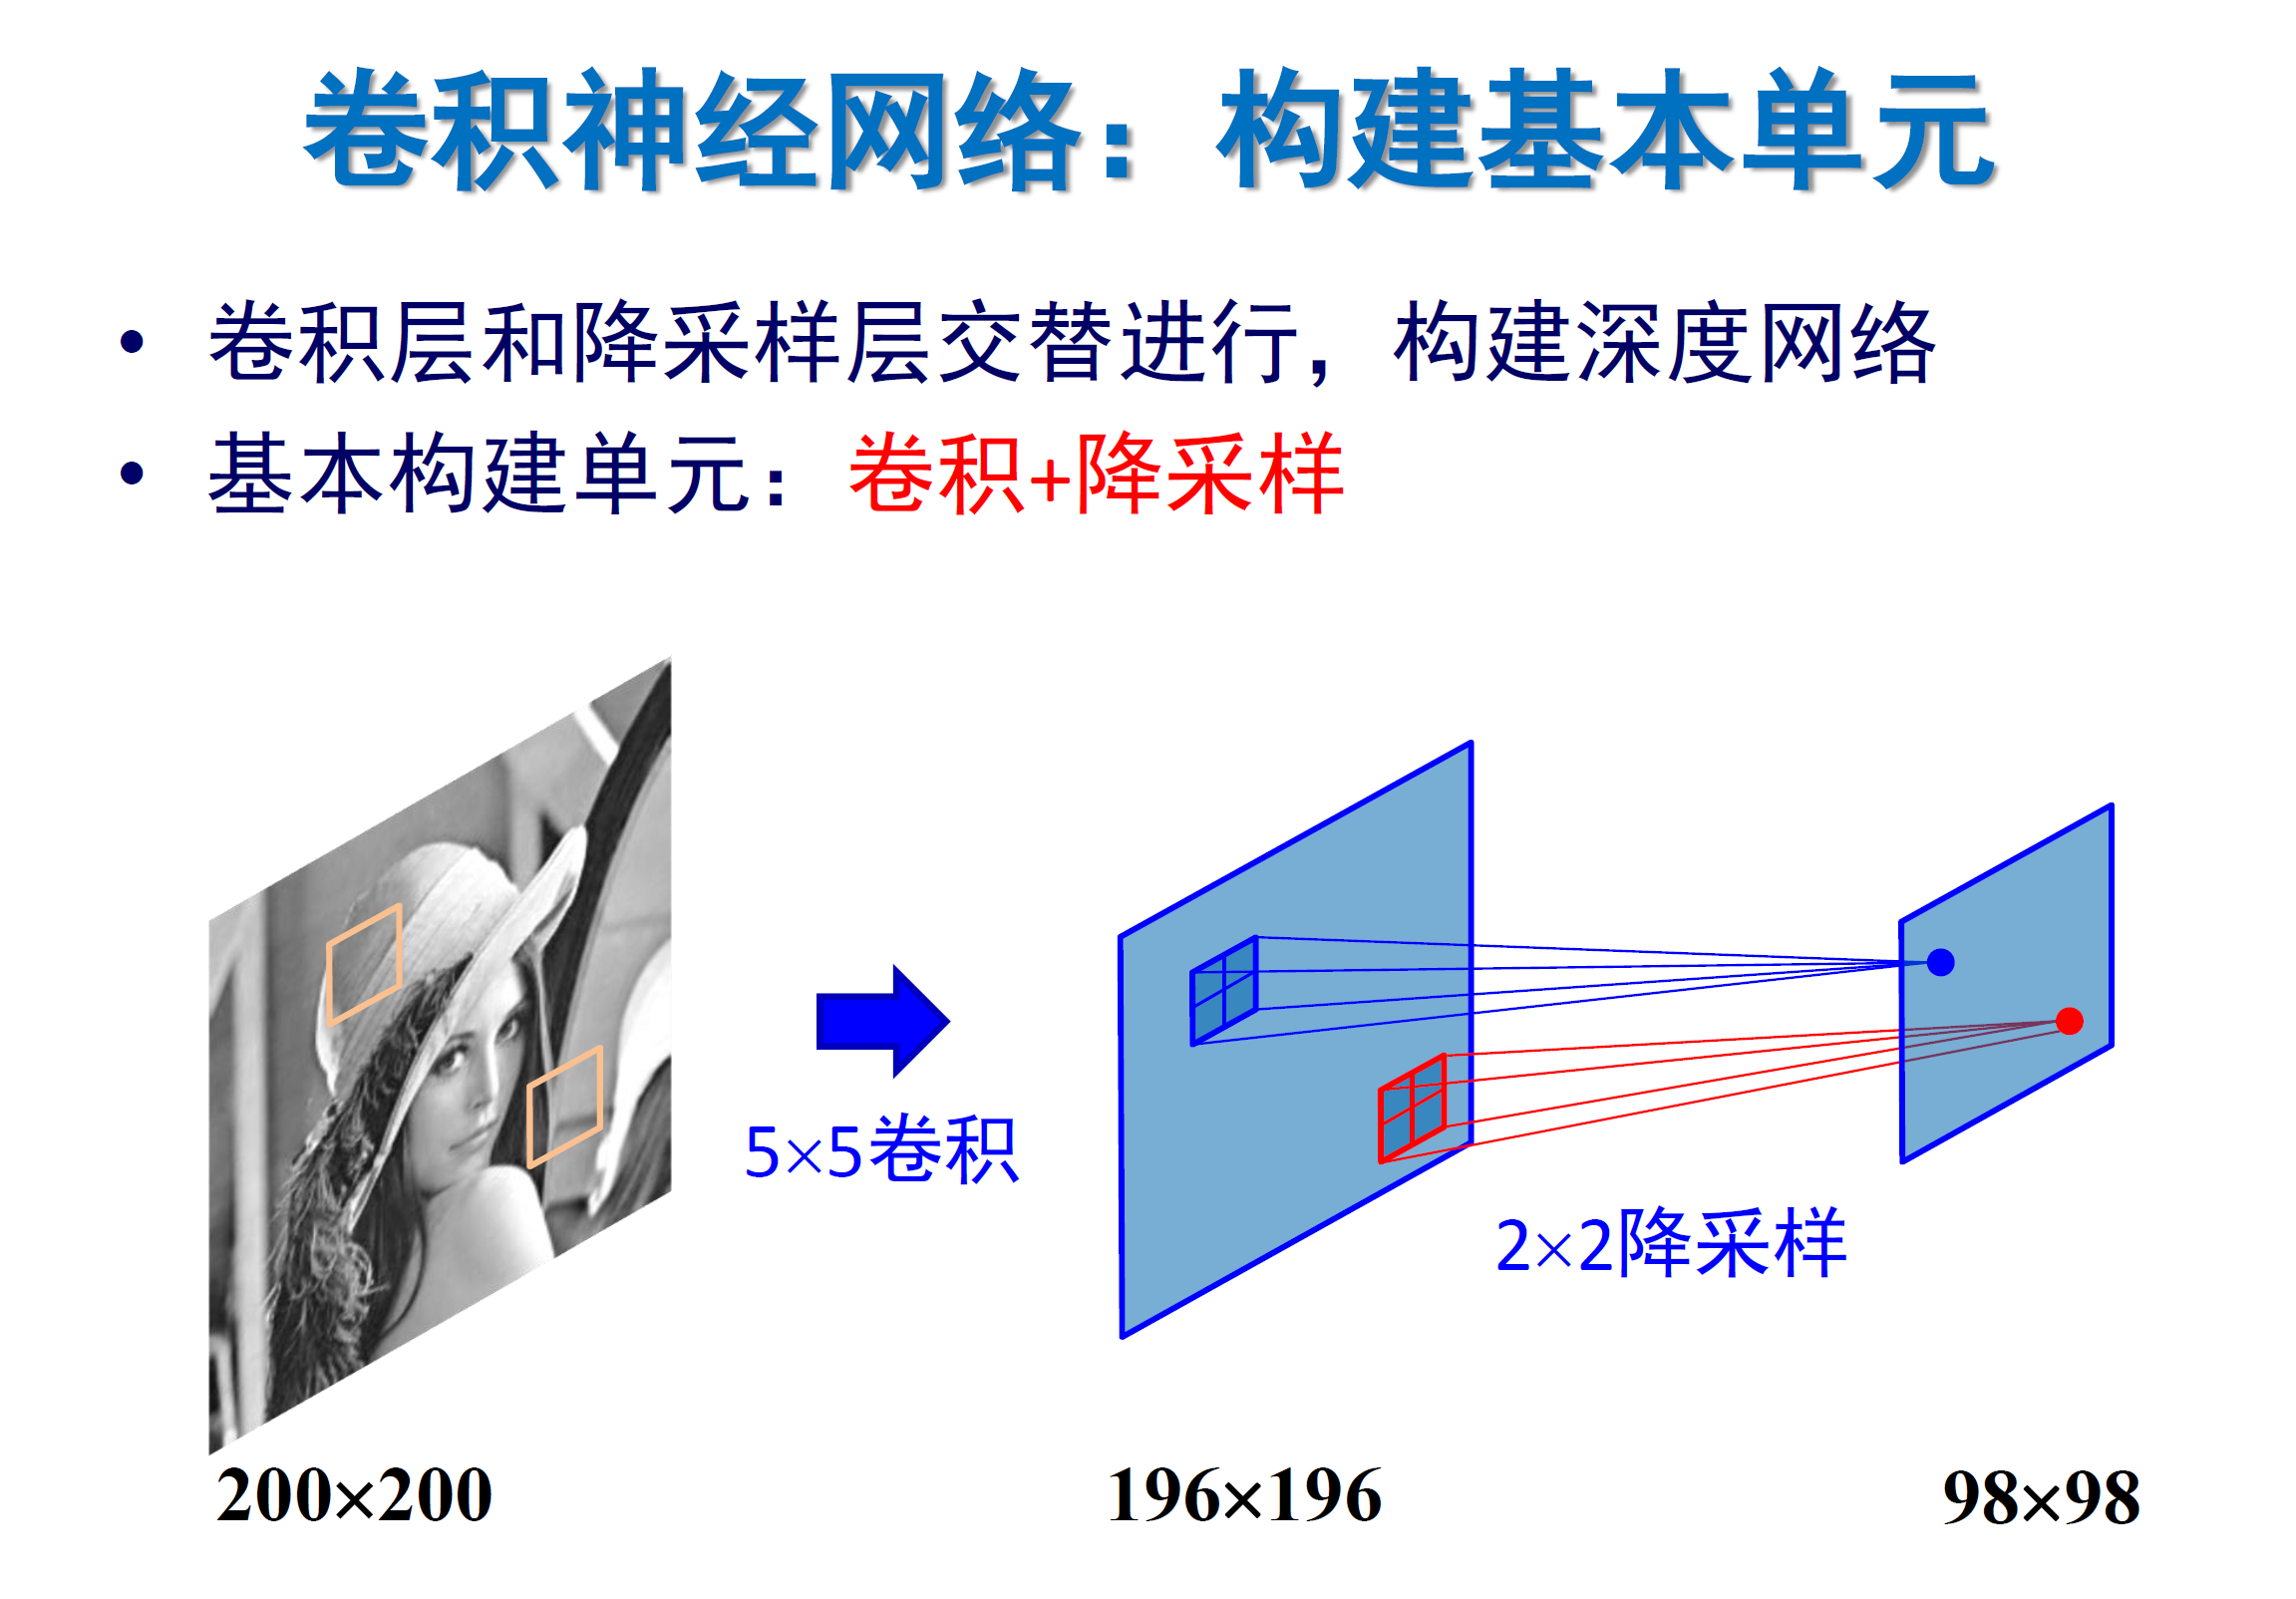 卷积神经网络：构建基本单元
• 卷积层和降采样层交替进行，构建深度网络
• 基本构建单元：卷积+降采样
5×5卷积
2×2降采样
200×200
196×196
98×98